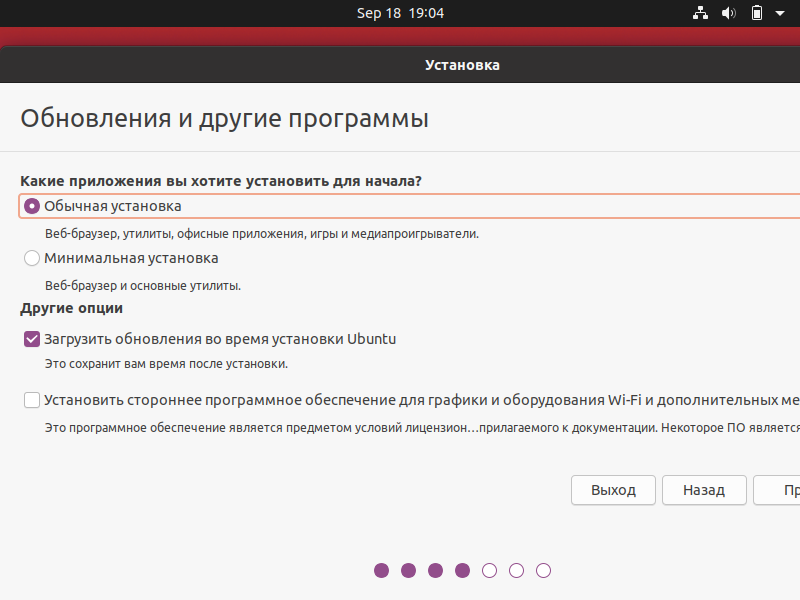 Sep 18 19:04
Установка
Обновления и другие программы
Какие приложения вы хотите установить для начала?
Обычная установка
Веб-браузер, утилиты, офисные приложения, игры и медиапроигрыватели.
Минимальная установка
Веб-браузер и основные утилиты.
Другие опции
Загрузить обновления во время установки Ubuntu
Это сохранит вам время после установки.
Установить стороннее программное обеспечение для графики и оборудования Wi-Fi и дополнительных ме
Это программное обеспечение является предметом условий лицензион…прилагаемого к документации. Некоторое ПО является
Выход Назад Пр